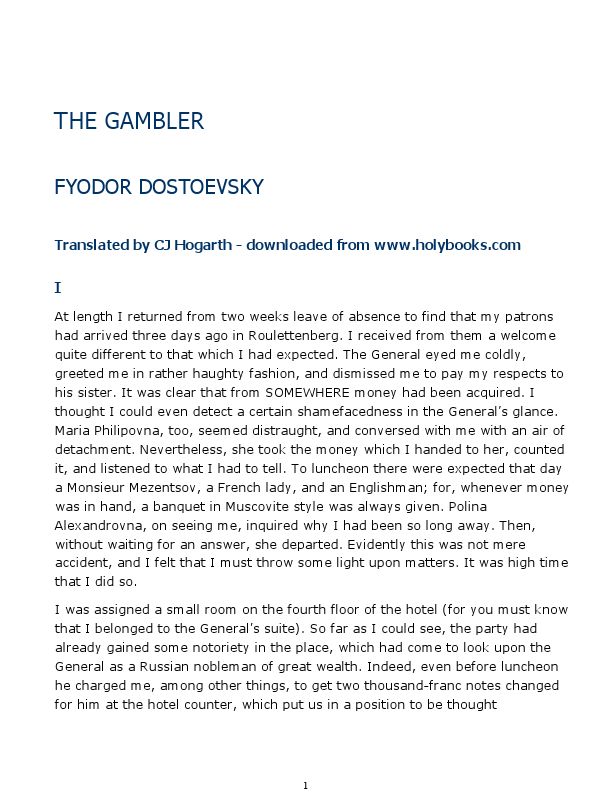 THE GAMBLER
FYODOR DOSTOEVSKY
Translated by CJ Hogarth - downloaded from www.holybooks.com
I
At length I returned from two weeks leave of absence to find that my patrons
had arrived three days ago in Roulettenberg. I received from them a welcome
quite different to that which I had expected. The General eyed me coldly,
greeted me in rather haughty fashion, and dismissed me to pay my respects to
his sister. It was clear that from SOMEWHERE money had been acquired. I
thought I could even detect a certain shamefacedness in the General's glance.
Maria Philipovna, too, seemed distraught, and conversed with me with an air of
detachment. Nevertheless, she took the money which I handed to her, counted
it, and listened to what I had to tell. To luncheon there were expected that day
a Monsieur Mezentsov, a French lady, and an Englishman; for, whenever money
was in hand, a banquet in Muscovite style was always given. Polina
Alexandrovna, on seeing me, inquired why I had been so long away. Then,
without waiting for an answer, she departed. Evidently this was not mere
accident, and I felt that I must throw some light upon matters. It was high time
that I did so.
I was assigned a small room on the fourth floor of the hotel (for you must know
that I belonged to the General's suite). So far as I could see, the party had
already gained some notoriety in the place, which had come to look upon the
General as a Russian nobleman of great wealth. Indeed, even before luncheon
he charged me, among other things, to get two thousand-franc notes changed
for him at the hotel counter, which put us in a position to be thought
1